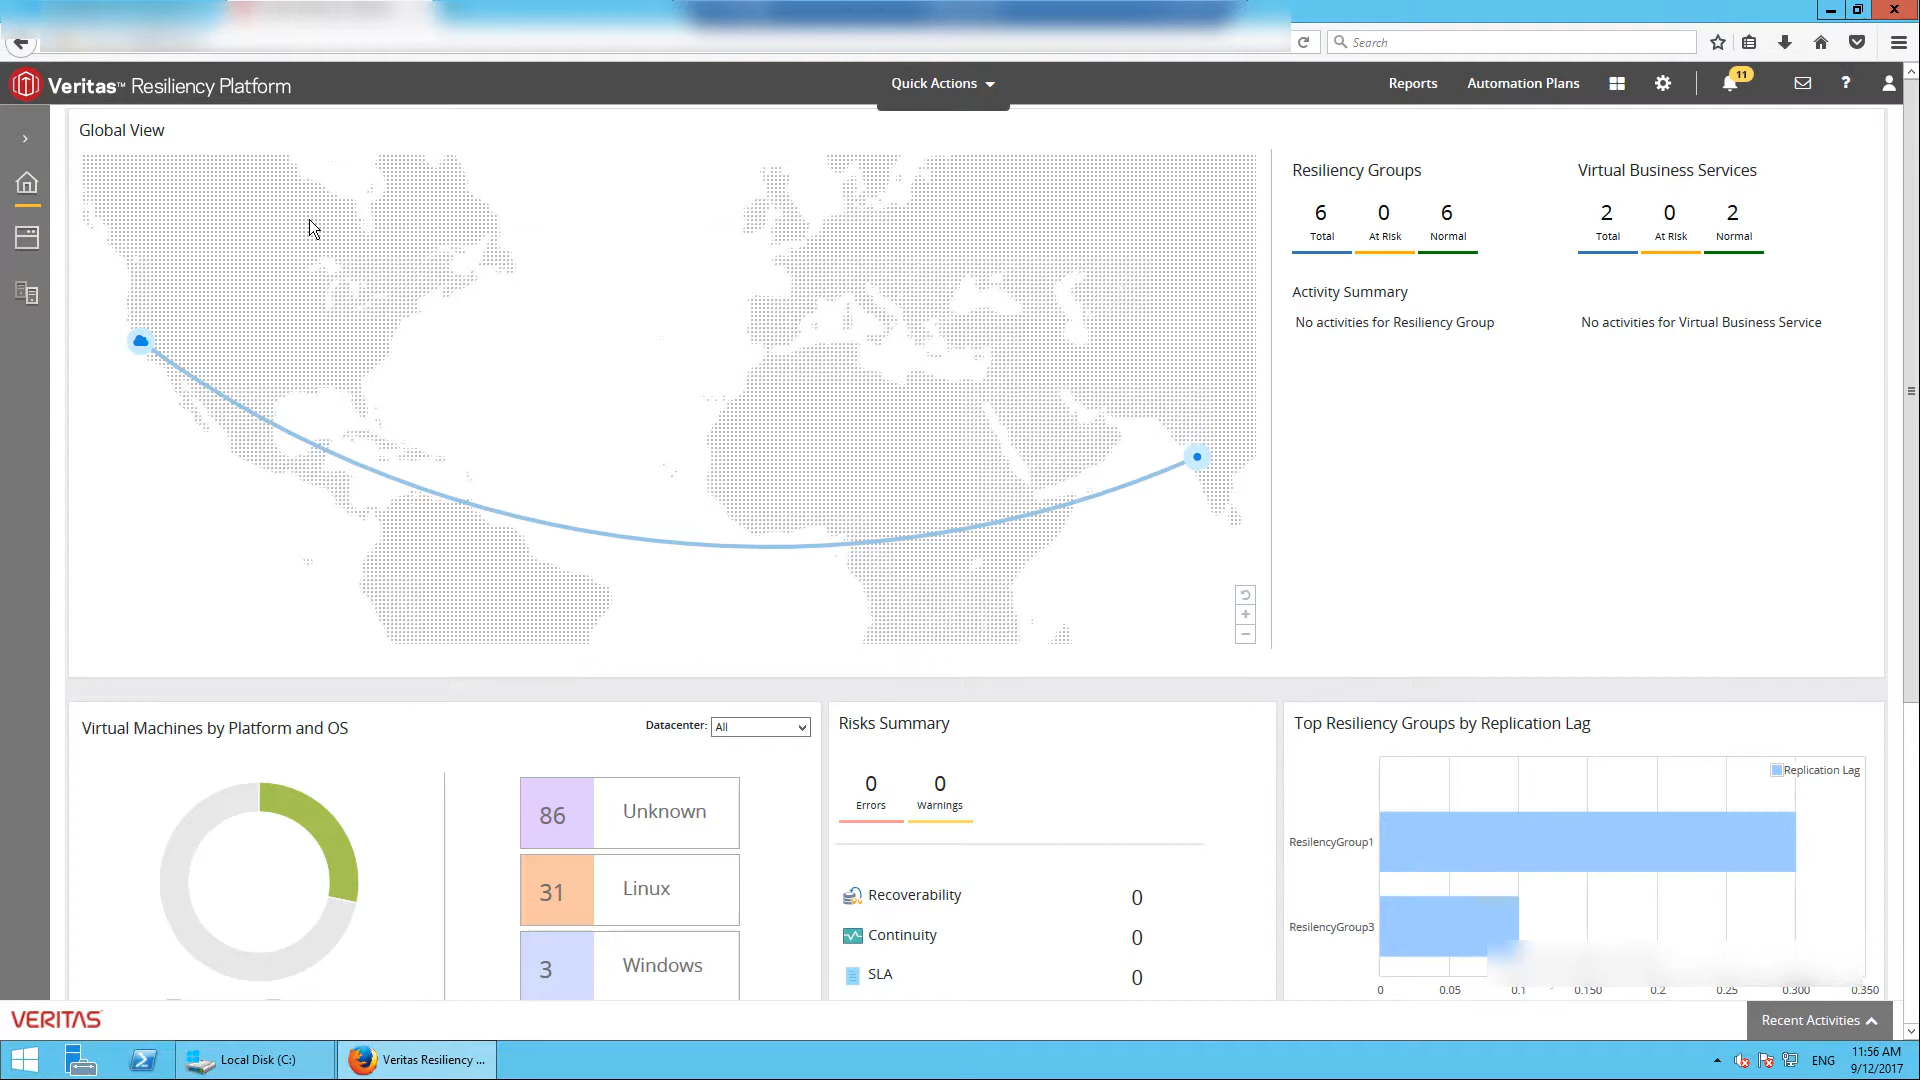 Search
Veritas™ Resiliency Platform
Quick Actions
Reports
Automation Plans
11
?
Global View
Resiliency Groups
Virtual Business Services
6
0
6
2
0
2
Total
At Risk
Normal
Total
At Risk
Normal
Activity Summary
No activities for Resiliency Group
No activities for Virtual Business Service
Virtual Machines by Platform and OS
Datacenter:
All
86
Unknown
31
Linux
3
Windows
Risks Summary
0
0
Errors
Warnings
Recoverability
0
Continuity
0
SLA
0
Top Resiliency Groups by Replication Lag
Replication Lag
ResilencyGroup1
ResilencyGroup3
0
0.05
0.1
0.150
0.2
0.25
0.300
0.350
VERITAS
Recent Activities
Local Disk (C:)
Veritas Resiliency ...
ENG
11:56 AM
9/12/2017